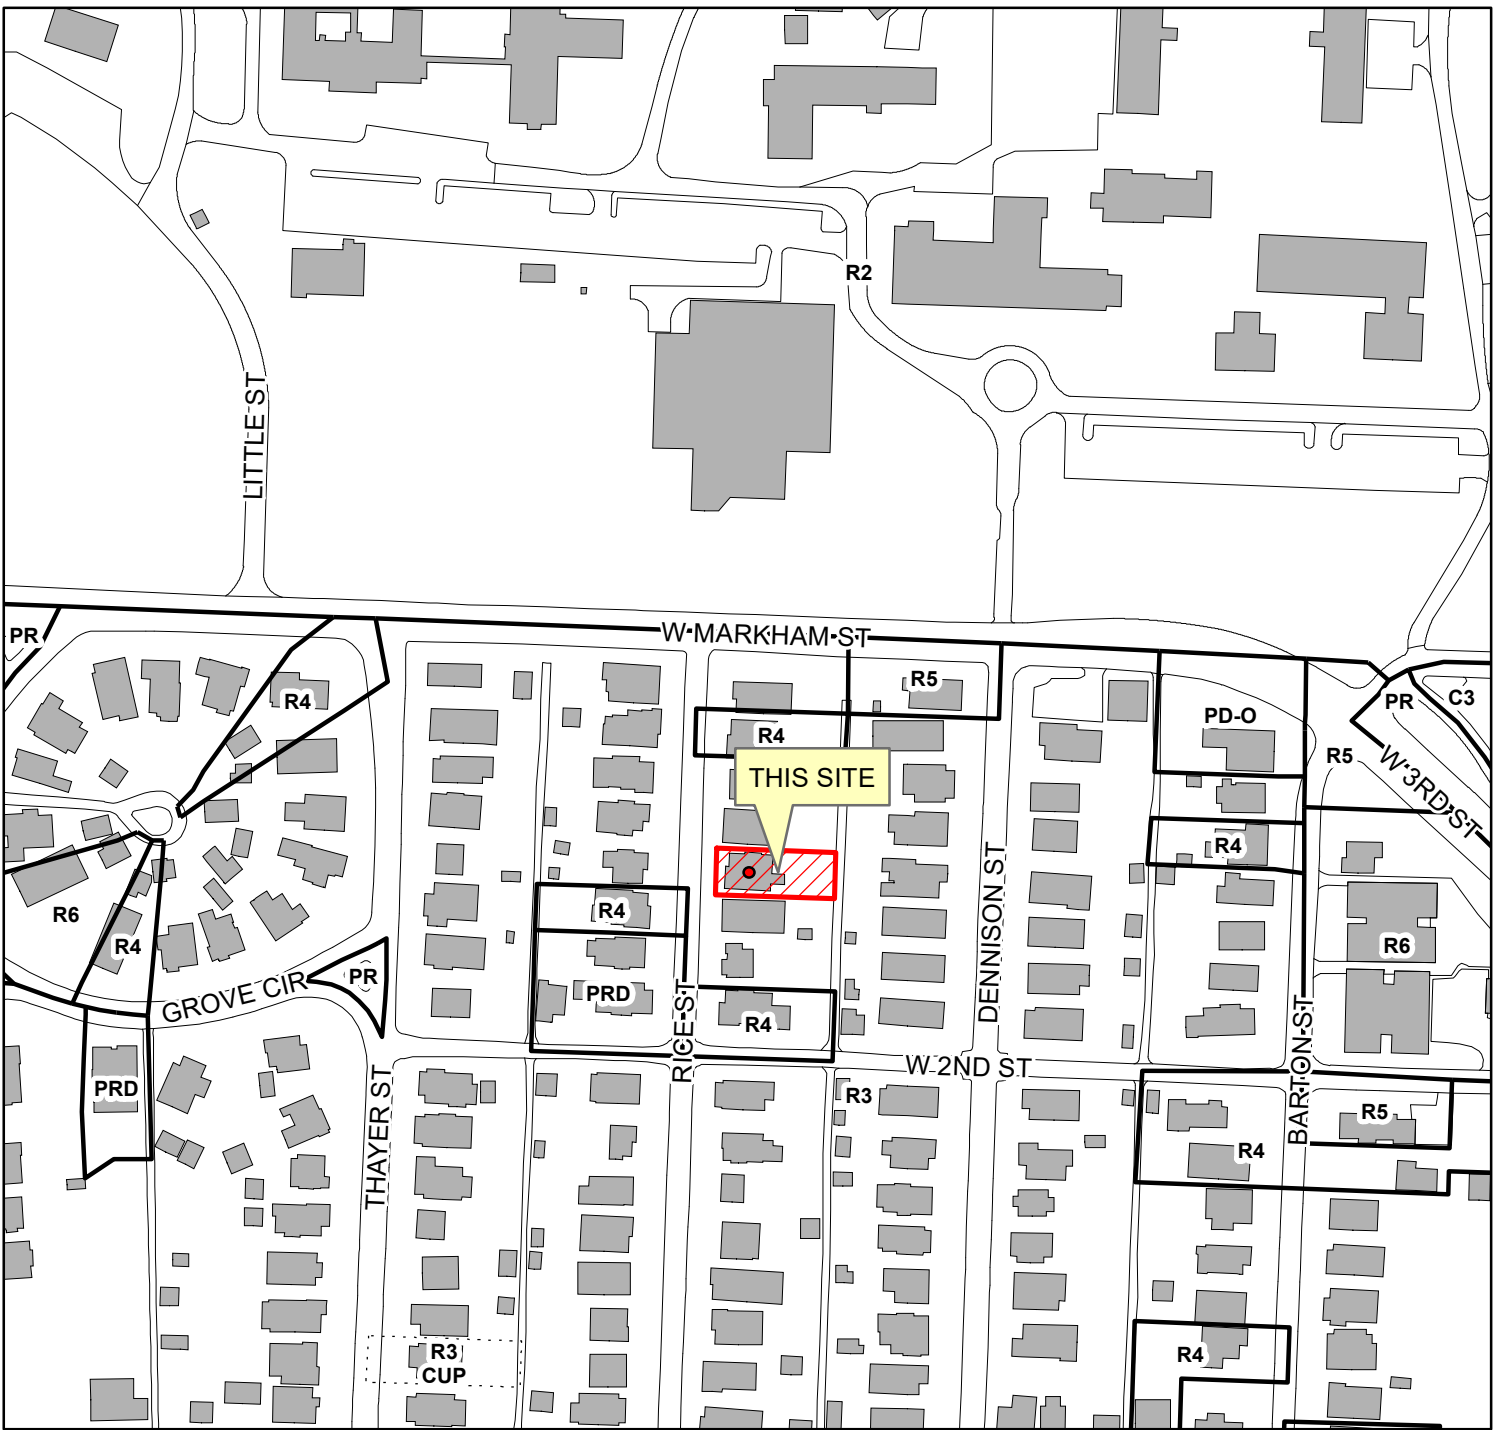 R2
LITTLE ST
W MARKHAM ST
PR
R4
R5
R4
PD-O
PR
C3
R5
W 3RD ST
THIS SITE
R4
R6
R4
R4
R6
DENNISON ST
PR
GROVE CIR
PRD
R4
RICE ST
BARTON ST
W 2ND ST
PRD
THAYER ST
R3
R5
R4
R3
CUP
R4